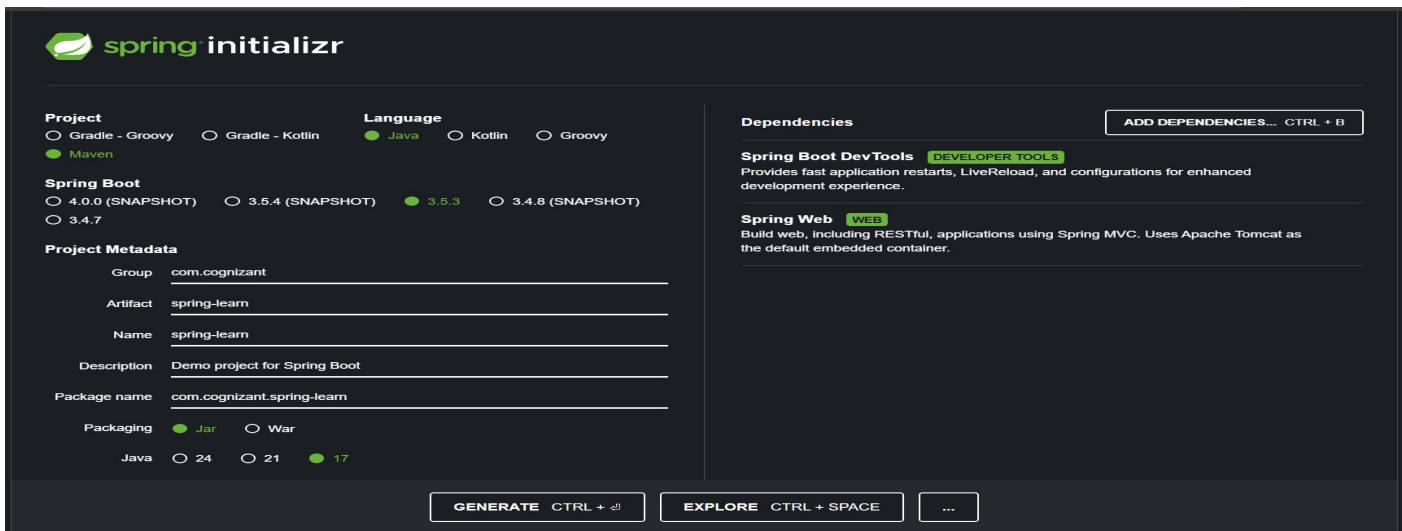 spring initializr
Project
Gradle - Groovy Gradle - Kotlin
Maven
Language
Java Kotlin Groovy
Spring Boot
4.0.0 (SNAPSHOT) 3.5.4 (SNAPSHOT) 3.5.3 3.4.8 (SNAPSHOT)
3.4.7
Project Metadata
Group com.cognizant
Artifact spring-learn
Name spring-learn
Description Demo project for Spring Boot
Package name com.cognizant.spring-learn
Packaging Jar War
Java 24 21 17
Dependencies ADD DEPENDENCIES... CTRL + B
Spring Boot DevTools DEVELOPER TOOLS
Provides fast application restarts, LiveReload, and configurations for enhanced
development experience.
Spring Web WEB
Build web, including RESTful, applications using Spring MVC. Uses Apache Tomcat as
the default embedded container.
GENERATE CTRL + ⏎ EXPLORE CTRL + SPACE ...